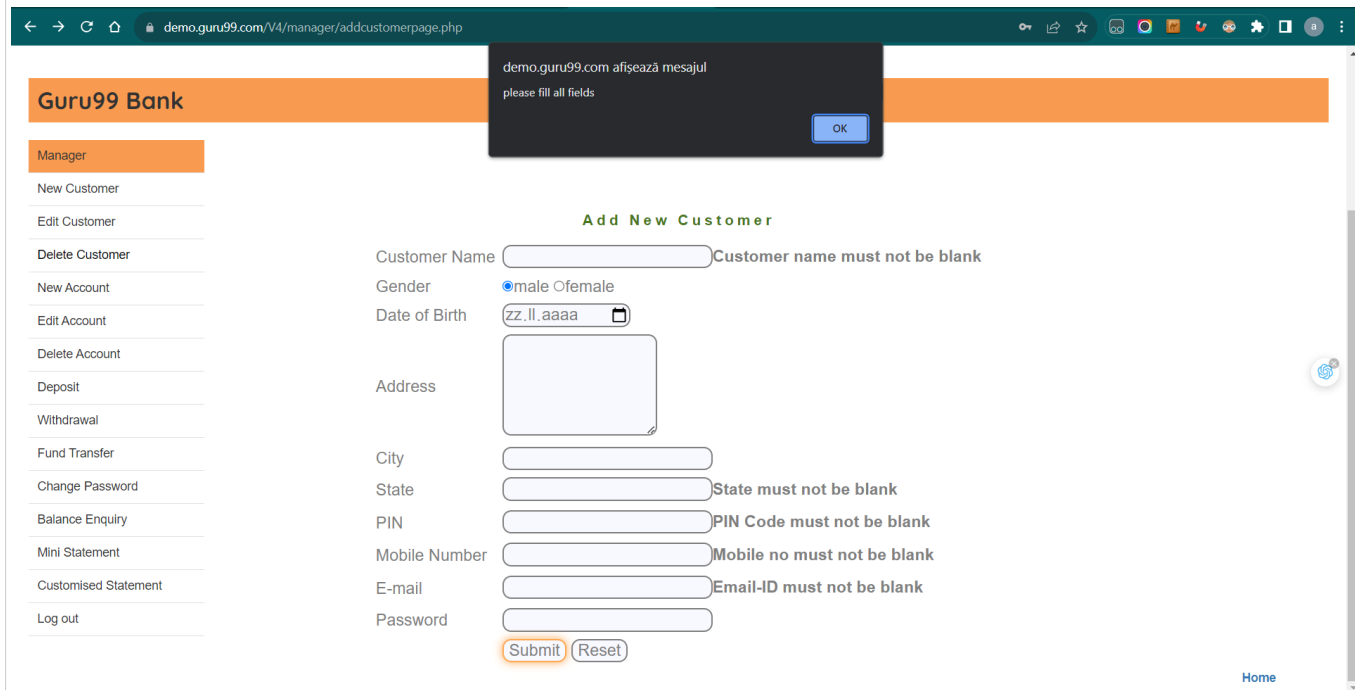 demo.guru99.com/V4/manager/addcustomerpage.php
a
demo.guru99.com afișează mesajul
please fill all fields
OK
Guru99 Bank
Manager
New Customer
Edit Customer
Delete Customer
New Account
Edit Account
Delete Account
Deposit
Withdrawal
Fund Transfer
Change Password
Balance Enquiry
Mini Statement
Customised Statement
Log out
Add New Customer
Customer Name Customer name must not be blank
Gender male female
Date of Birth zz.ll.aaaa
Address
City
State State must not be blank
PIN PIN Code must not be blank
Mobile Number Mobile no must not be blank
E-mail Email-ID must not be blank
Password
Submit Reset
Home